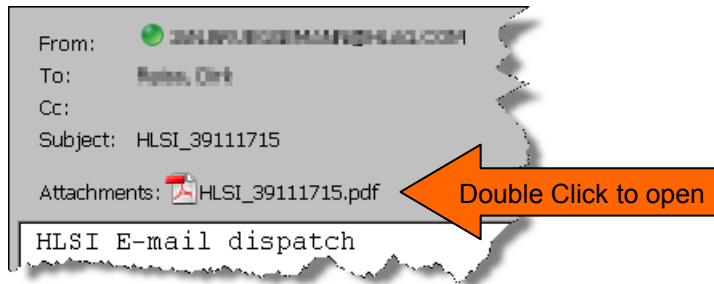 From:
To:
Cc:
Subject: HLSI_39111715
Attachments: HLSI_39111715.pdf
Double Click to open
HLSI E-mail dispatch